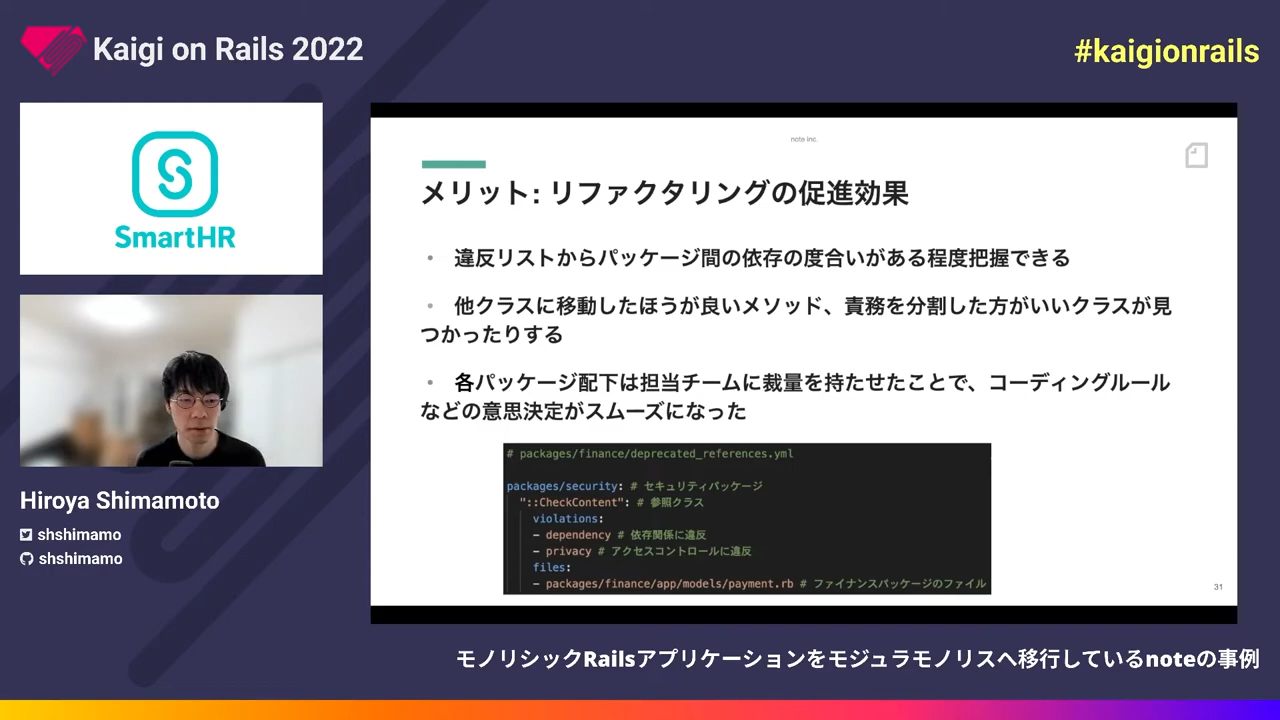 Kaigi on Rails 2022
#kaigionrails
SmartHR
Hiroya Shimamoto
shshimamo
shshimamo
note inc.
メリット: リファクタリングの促進効果
• 違反リストからパッケージ間の依存の度合いがある程度把握できる
• 他クラスに移動したほうが良いメソッド、責務を分割した方がいいクラスが見
つかったりする
• 各パッケージ配下は担当チームに裁量を持たせたことで、コーディングルール
などの意思決定がスムーズになった
# packages/finance/deprecated_references.yml
packages/security: # セキュリティパッケージ
"::CheckContent": # 参照クラス
violations:
- dependency # 依存関係に違反
- privacy # アクセスコントロールに違反
files:
- packages/finance/app/models/payment.rb # ファイナンスパッケージのファイル
31
モノリシックRailsアプリケーションをモジュラモノリスへ移行しているnoteの事例